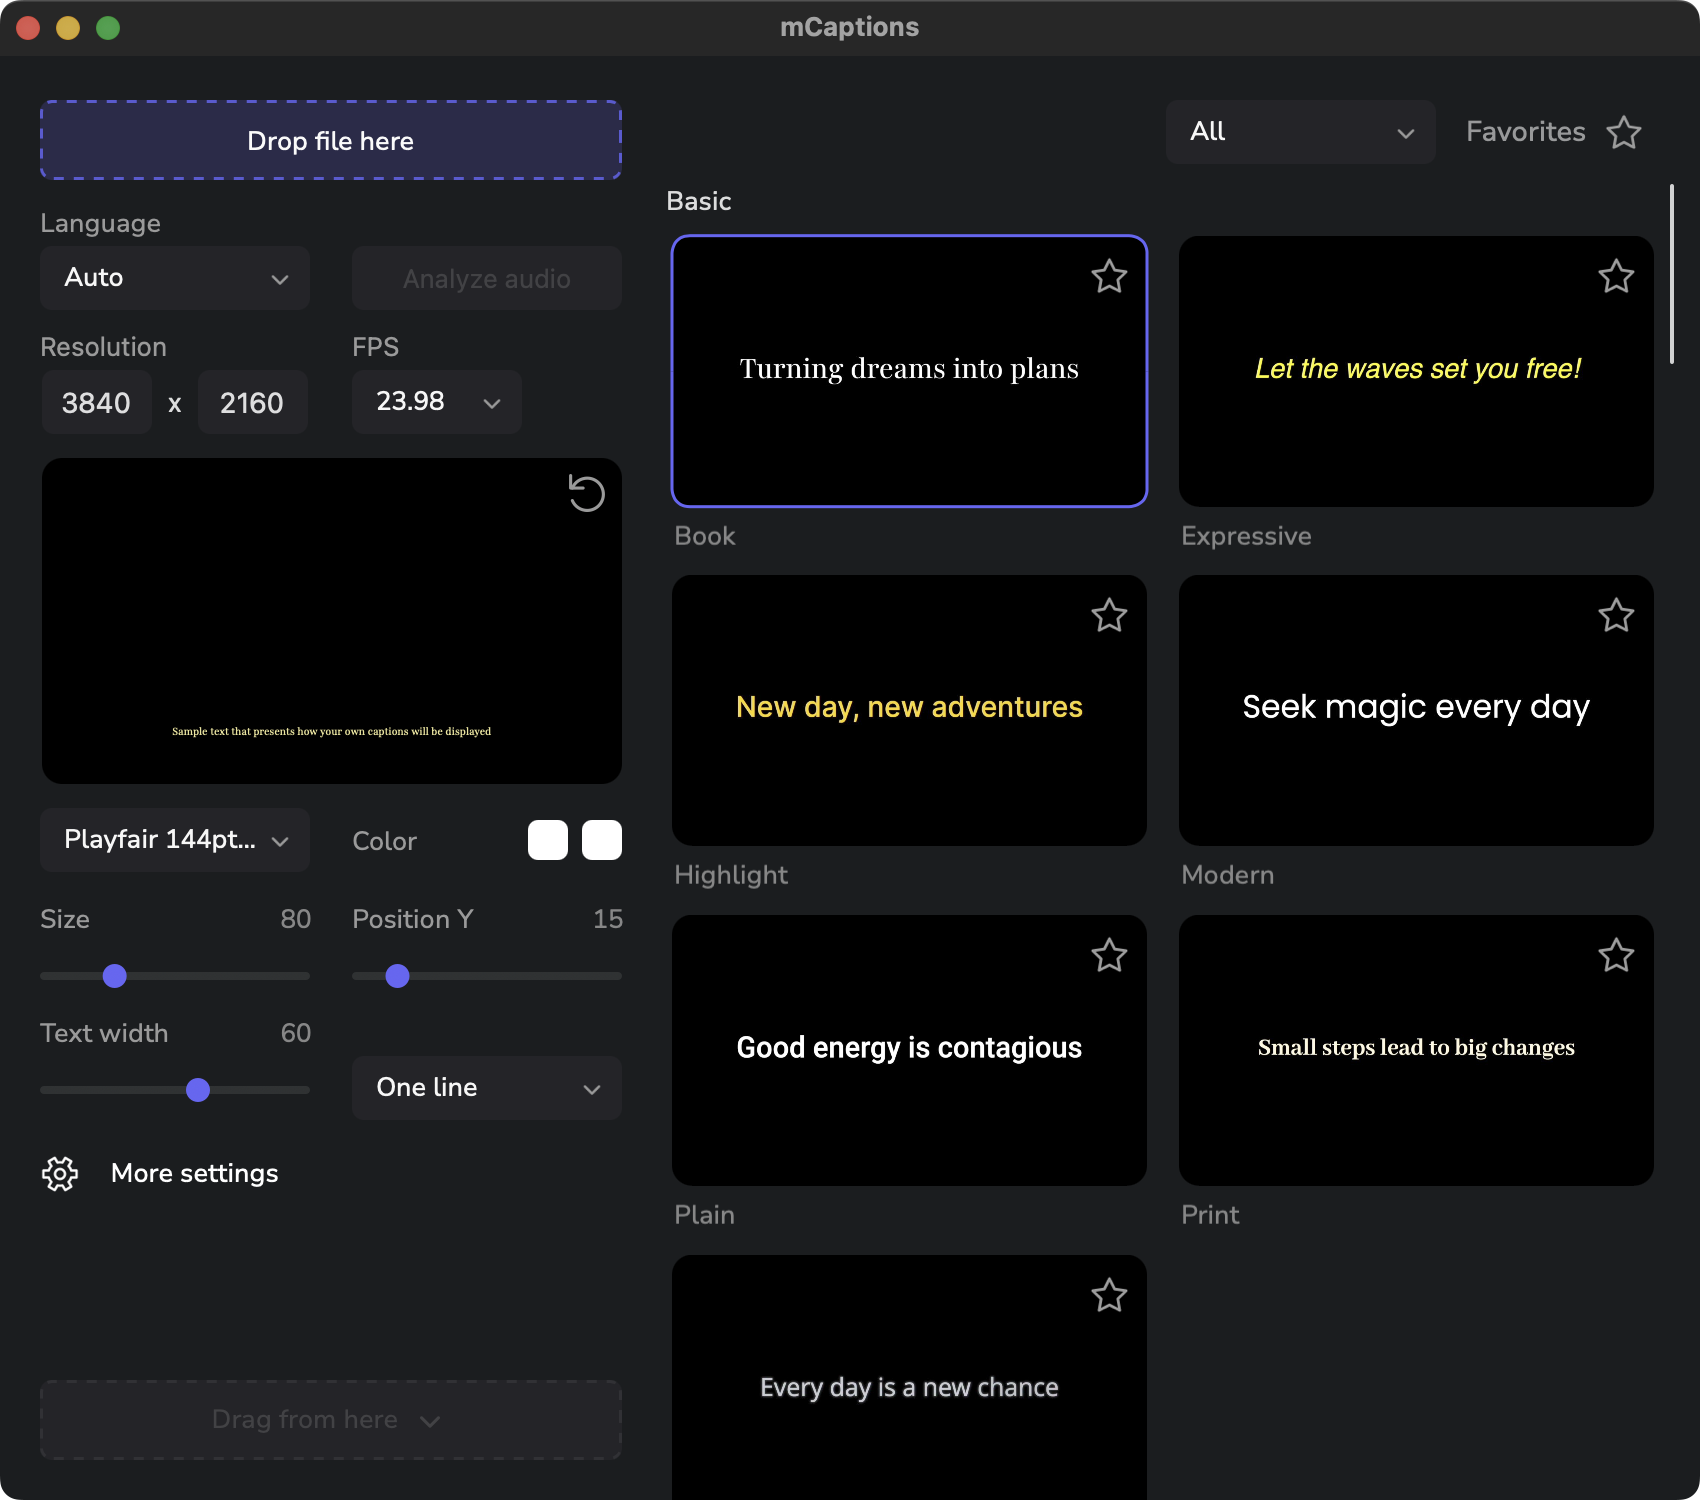 mCaptions
Drop file here
All
Favorites
Language
Auto
Analyze audio
Resolution
FPS
3840 x 2160
23.98
Sample text that presents how your own captions will be displayed
Playfair 144pt...
Color
Size 80
Position Y 15
Text width 60
One line
More settings
Drag from here
Basic
Turning dreams into plans
Book
Let the waves set you free!
Expressive
New day, new adventures
Highlight
Seek magic every day
Modern
Good energy is contagious
Plain
Small steps lead to big changes
Print
Every day is a new chance